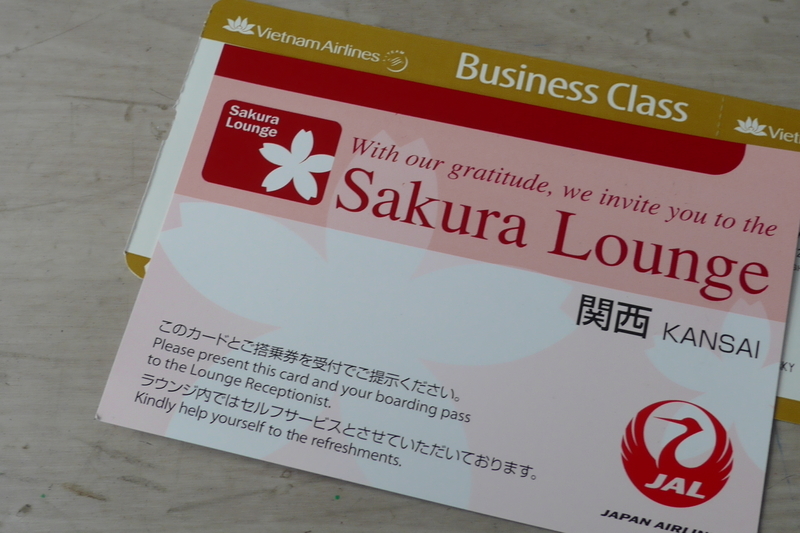 Vietnam Airlines
Business Class
Sakura
Lounge
With our gratitude, we invite you to the
Sakura Lounge
関西 KANSAI
このカードとご搭乗券を受付でご提示ください。
Please present this card and your boarding pass
to the Lounge Receptionist.
ラウンジ内ではセルフサービスとさせていただいております。
Kindly help yourself to the refreshments.
JAL